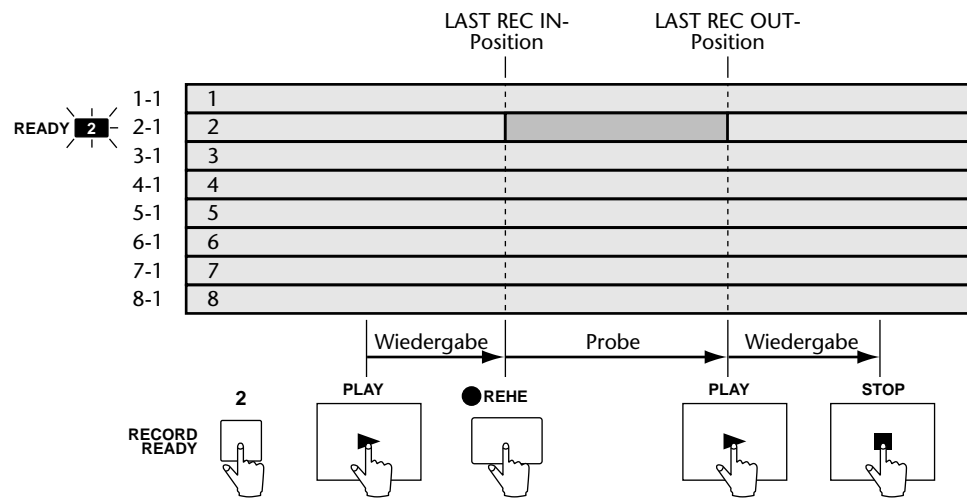 LAST REC IN-
Position
LAST REC OUT-
Position
1-1 1
READY 2 2-1 2
3-1 3
4-1 4
5-1 5
6-1 6
7-1 7
8-1 8
Wiedergabe Probe Wiedergabe
2 PLAY REHE PLAY STOP
RECORD
READY